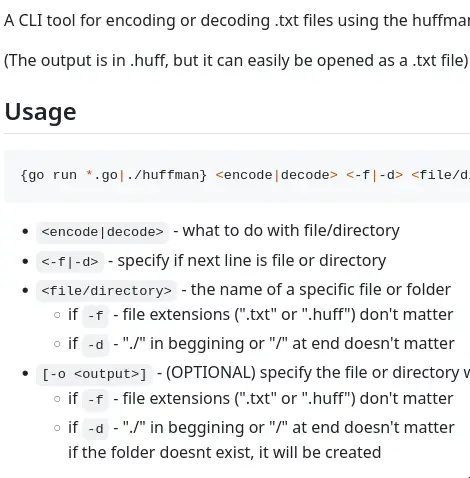 A CLI tool for encoding or decoding .txt files using the
(The output is in .huff, but it can easily be opened as a .txt file)
Usage
{go run *.go|./huffman} <encode|decode> <-f|-d>
<encode|decode> - what to do with file/directory
<-f|-d> - specify if next line is file or directory
<file/directory> - the name of a specific file or folder
if -f - file extensions (".txt" or ".huff") don't matter
if -d - "./" in beggining or "/" at end doesn't matter
[-o <output>] - (OPTIONAL) specify the file or directory
if -f - file extensions (".txt" or ".huff") don't matter
if -d - "./" in beggining or "/" at end doesn't matter
if the folder doesnt exist, it will be created